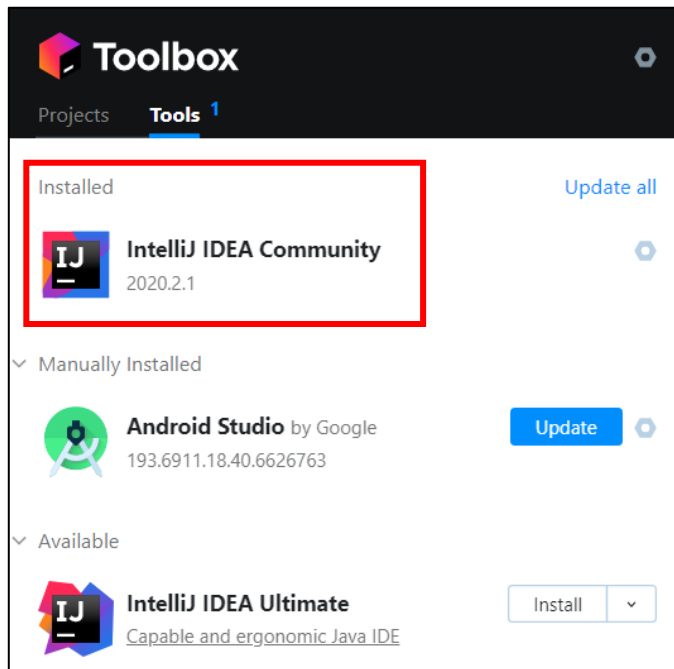 Toolbox
Projects Tools 1
Installed Update all
IJ IntelliJ IDEA Community
2020.2.1
Manually Installed
Android Studio by Google Update
193.6911.18.40.6626763
Available
IJ IntelliJ IDEA Ultimate Install
Capable and ergonomic Java IDE